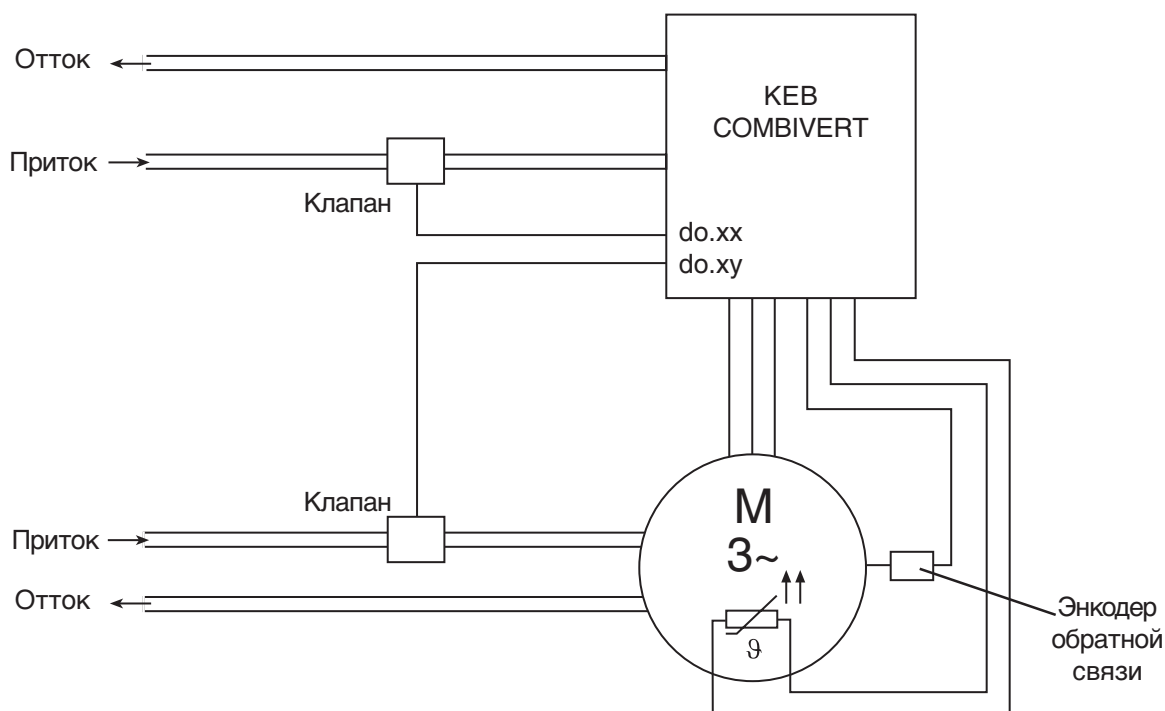 Отток
KEB
COMBIVERT
Приток
Клапан
do.xx
do.xy
Клапан
M
3~
Приток
Отток
ϑ
Энкодер
обратной
связи